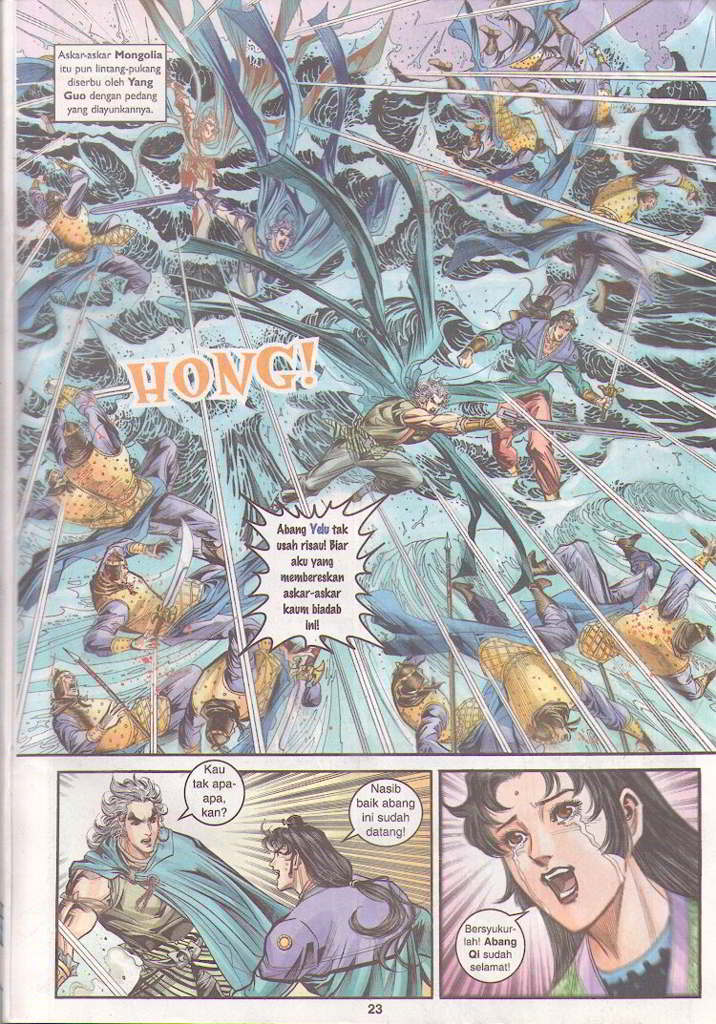 Askar-askar Mongolia
itu pun lintang-pukang
diserbu oleh Yang
Guo dengan pedang
yang diayunkannya.
HONG!
Abang Yelu tak
usah risau! Biar
aku yang
membereskan
askar-askar
kaum biadab
ini!
Kau
tak apa-
apa,
kan?
Nasib
baik abang
ini sudah
datang!
Bersyukur-
lah! Abang
Qi sudah
selamat!
23